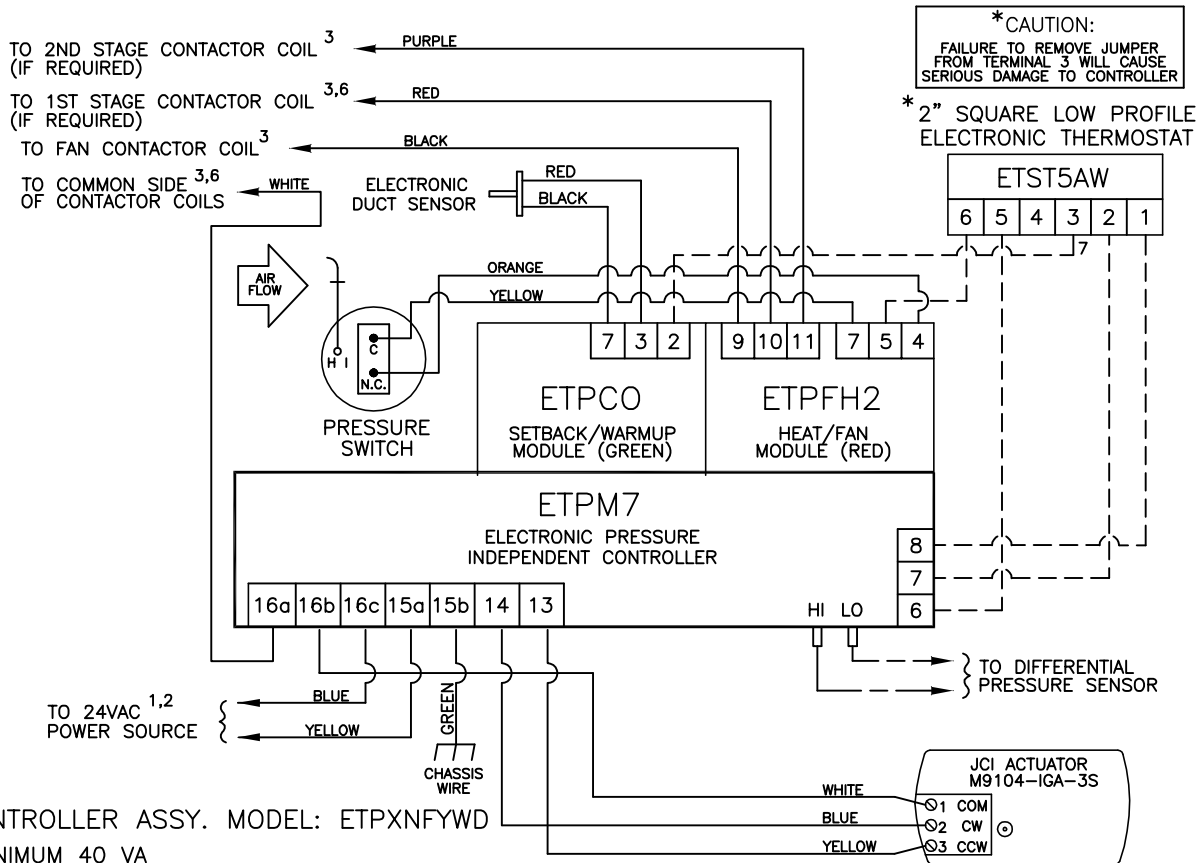 *CAUTION:
FAILURE TO REMOVE JUMPER
FROM TERMINAL 3 WILL CAUSE
SERIOUS DAMAGE TO CONTROLLER
*2" SQUARE LOW PROFILE
ELECTRONIC THERMOSTAT
ETST5AW
6 5 4 3 2 1
7
TO 2ND STAGE CONTACTOR COIL 3
(IF REQUIRED)
PURPLE
TO 1ST STAGE CONTACTOR COIL 3,6
(IF REQUIRED)
RED
TO FAN CONTACTOR COIL 3
BLACK
TO COMMON SIDE 3,6
OF CONTACTOR COILS
WHITE
ELECTRONIC
DUCT SENSOR
RED
BLACK
AIR
FLOW
ORANGE
YELLOW
HI
C
N.C.
PRESSURE
SWITCH
7 3 2
9 10 11
7 5 4
ETPCO
SETBACK/WARMUP
MODULE (GREEN)
ETPFH2
HEAT/FAN
MODULE (RED)
ETPM7
ELECTRONIC PRESSURE
INDEPENDENT CONTROLLER
8
7
6
16a 16b 16c 15a 15b 14 13
HI LO
TO DIFFERENTIAL
PRESSURE SENSOR
TO 24VAC 1,2
POWER SOURCE
BLUE
YELLOW
GREEN
CHASSIS
WIRE
JCI ACTUATOR
M9104-IGA-3S
WHITE
1 COM
BLUE
2 CW
YELLOW
3 CCW
NTROLLER ASSY. MODEL: ETPXNFYWD
NIMUM 40 VA